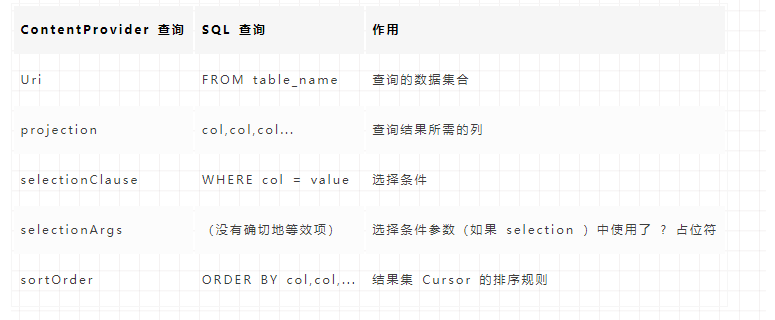 ContentProvider 查询 SQL 查询 作用
Uri FROM table_name 查询的数据集合
projection col,col,col... 查询结果所需的列
selectionClause WHERE col = value 选择条件
selectionArgs （没有确切地等效项） 选择条件参数（如果 selection ）中使用了 ? 占位符
sortOrder ORDER BY col,col,... 结果集 Cursor 的排序规则